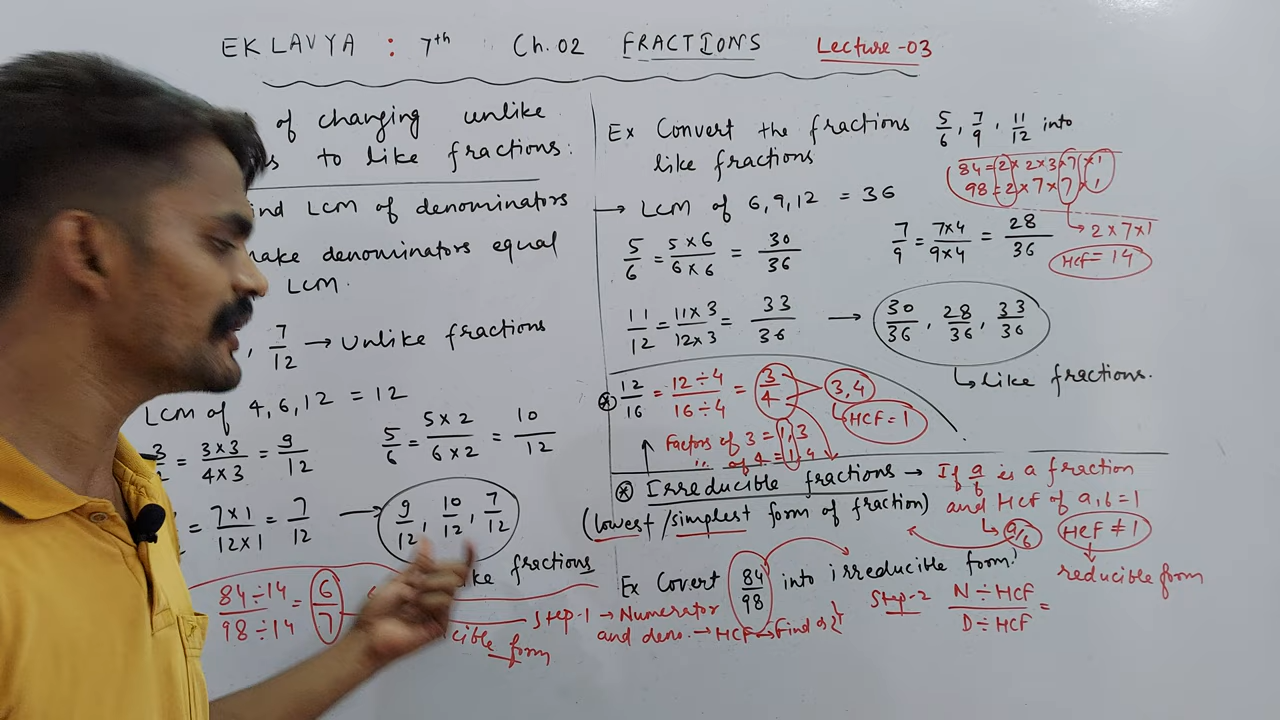 EKLAVYA : 7th Ch.02 FRACTIONS Lecture-03
of changing unlike
to like fractions:
ind LCM of denominators
make denominators equal
LCM.
, 7/12 → Unlike fractions
LCM of 4,6,12 = 12
3/ = 3×3/4×3 = 9/12
5/6 = 5×2/6×2 = 10/12
= 7×1/12×1 = 7/12 → 9/12, 10/12, 7/12
like fractions
84÷14/98÷14 = 6/7
cible form
Ex Convert the fractions 5/6, 7/9, 11/12 into
like fractions
84 = 2×2×3×7×1
98 = 2×7×7×1
→ 2×7×1
HCF = 14
→ LCM of 6,9,12 = 36
5/6 = 5×6/6×6 = 30/36
7/9 = 7×4/9×4 = 28/36
11/12 = 11×3/12×3 = 33/36 → 30/36, 28/36, 33/36
↳ like fractions.
⊛ 12/16 = 12÷4/16÷4 = 3/4 3,4
HCF = 1
Factors of 3 = 1,3
,, of 4 = 1,4
⊛ Irreducible fractions → If a/b is a fraction
(lowest/simplest form of fraction) and HCF of a,b = 1
↳ a/b HCF ≠ 1
reducible form
Ex Covert 84/98 into irreducible form?
Step-1 → Numerator
and deno. → HCF → Find
Step-2 N÷HCF/D÷HCF =